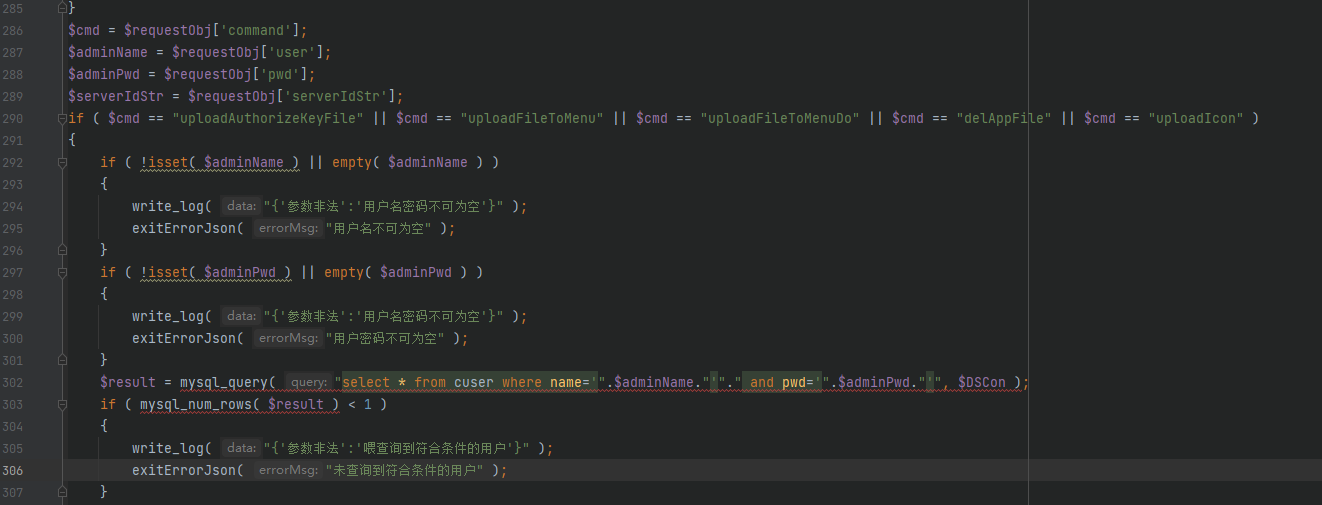 285 }
286 $cmd = $requestObj['command'];
287 $adminName = $requestObj['user'];
288 $adminPwd = $requestObj['pwd'];
289 $serverIdStr = $requestObj['serverIdStr'];
290 if ( $cmd == "uploadAuthorizeKeyFile" || $cmd == "uploadFileToMenu" || $cmd == "uploadFileToMenuDo" || $cmd == "delAppFile" || $cmd == "uploadIcon" )
291 {
292 if ( !isset( $adminName ) || empty( $adminName ) )
293 {
294 write_log( data: "{'参数非法':'用户名密码不可为空'}" );
295 exitErrorJson( errorMsg: "用户名不可为空" );
296 }
297 if ( !isset( $adminPwd ) || empty( $adminPwd ) )
298 {
299 write_log( data: "{'参数非法':'用户名密码不可为空'}" );
300 exitErrorJson( errorMsg: "用户密码不可为空" );
301 }
302 $result = mysql_query( query: "select * from cuser where name='".$adminName."'"." and pwd='".$adminPwd."'", $DSCon );
303 if ( mysql_num_rows( $result ) < 1 )
304 {
305 write_log( data: "{'参数非法':'喂查询到符合条件的用户'}" );
306 exitErrorJson( errorMsg: "未查询到符合条件的用户" );
307 }